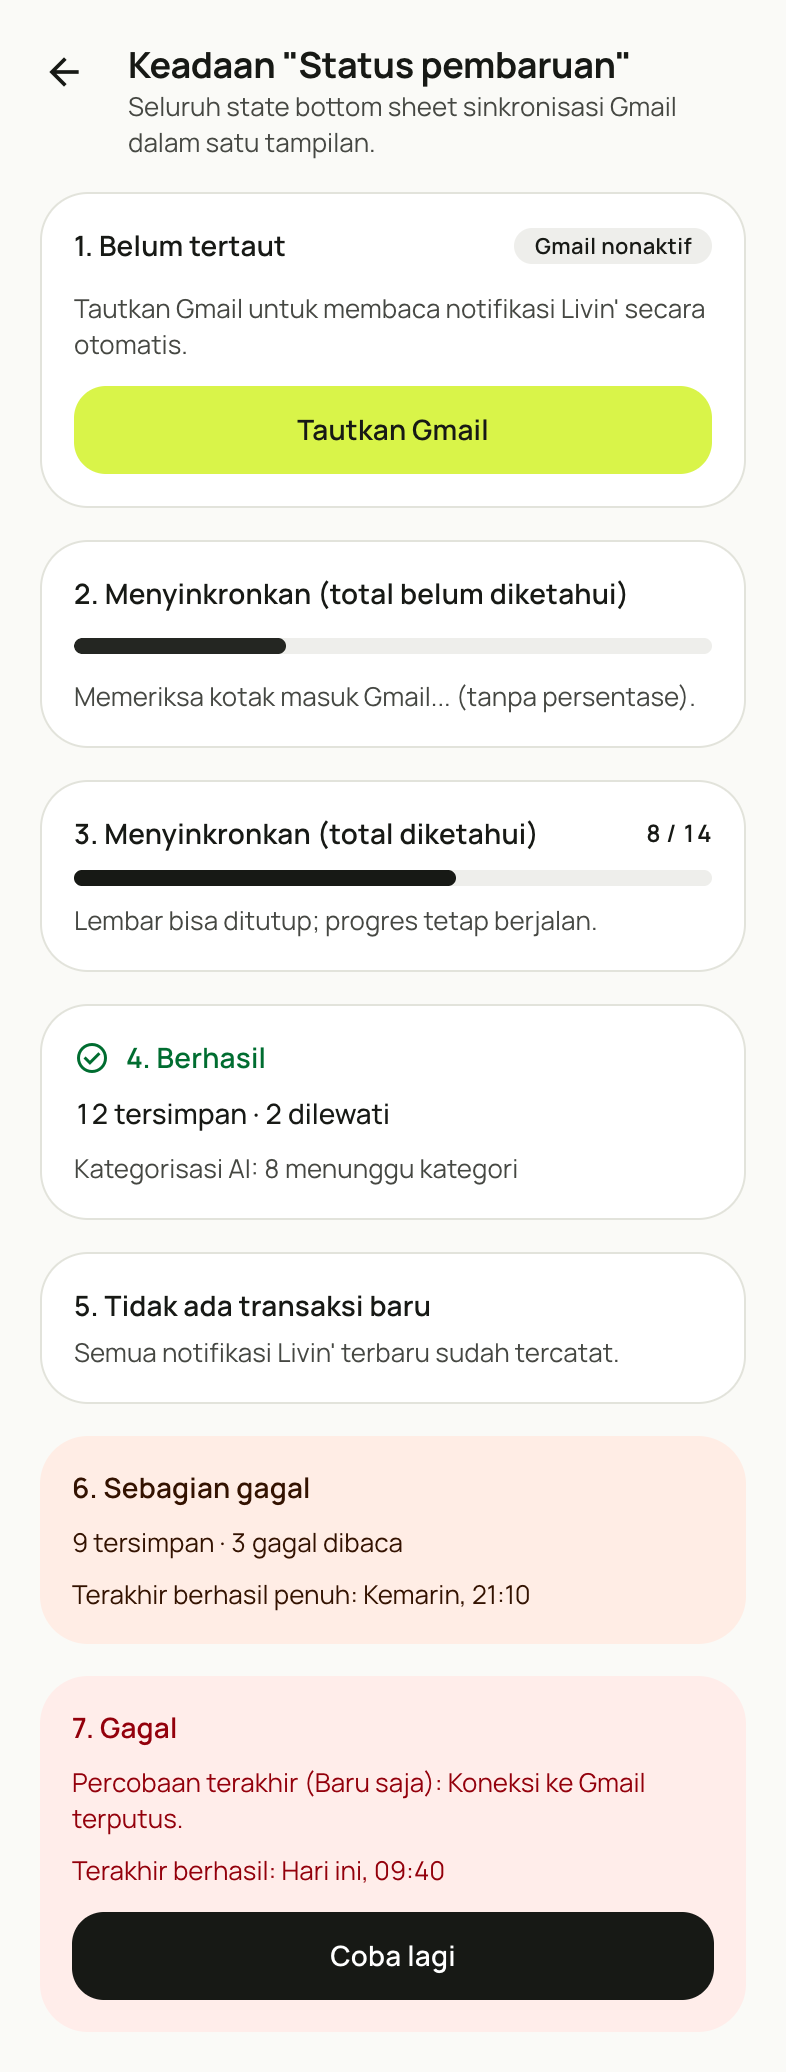 Keadaan "Status pembaruan"
Seluruh state bottom sheet sinkronisasi Gmail
dalam satu tampilan.
1. Belum tertaut
Gmail nonaktif
Tautkan Gmail untuk membaca notifikasi Livin' secara
otomatis.
Tautkan Gmail
2. Menyinkronkan (total belum diketahui)
Memeriksa kotak masuk Gmail... (tanpa persentase).
3. Menyinkronkan (total diketahui)
8 / 14
Lembar bisa ditutup; progres tetap berjalan.
4. Berhasil
12 tersimpan · 2 dilewati
Kategorisasi AI: 8 menunggu kategori
5. Tidak ada transaksi baru
Semua notifikasi Livin' terbaru sudah tercatat.
6. Sebagian gagal
9 tersimpan · 3 gagal dibaca
Terakhir berhasil penuh: Kemarin, 21:10
7. Gagal
Percobaan terakhir (Baru saja): Koneksi ke Gmail
terputus.
Terakhir berhasil: Hari ini, 09:40
Coba lagi